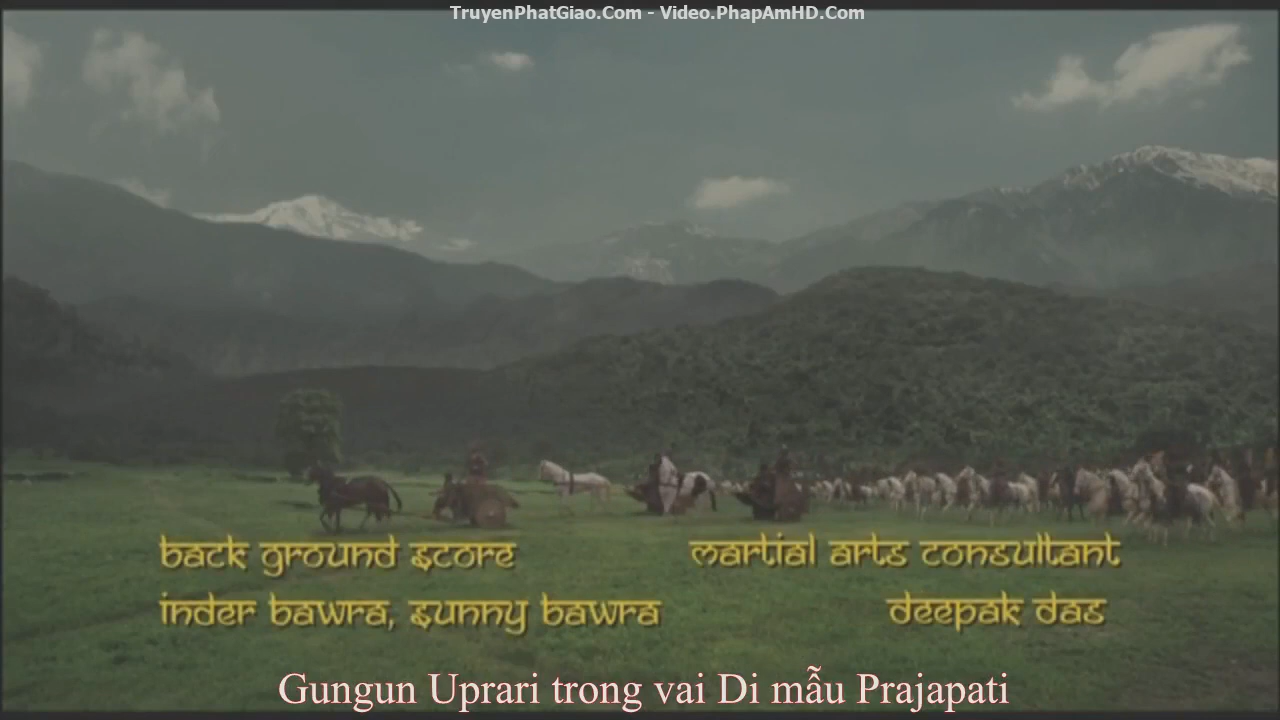 TruyenPhatGiao.Com - Video.PhapAmHD.Com
back ground score
martial arts consultant
inder bawra, sunny bawra
deepak das
Gungun Uprari trong vai Di mẫu Prajapati